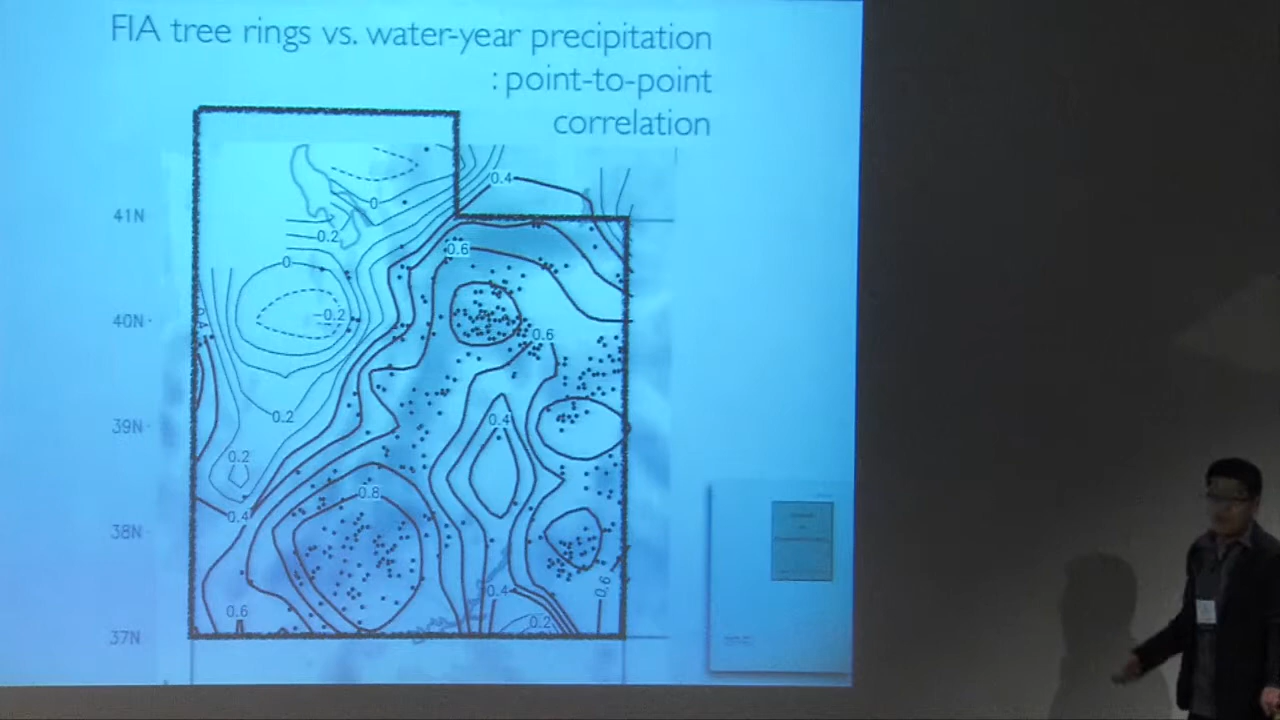 FIA tree rings vs. water-year precipitation
: point-to-point
correlation
0.4
0
41N
0.2
0.6
0
-0.2
40N
0.6
0.2
0.4
39N
0.2
0.8
0.4
38N
0.4
0.6
0.6
0.2
37N